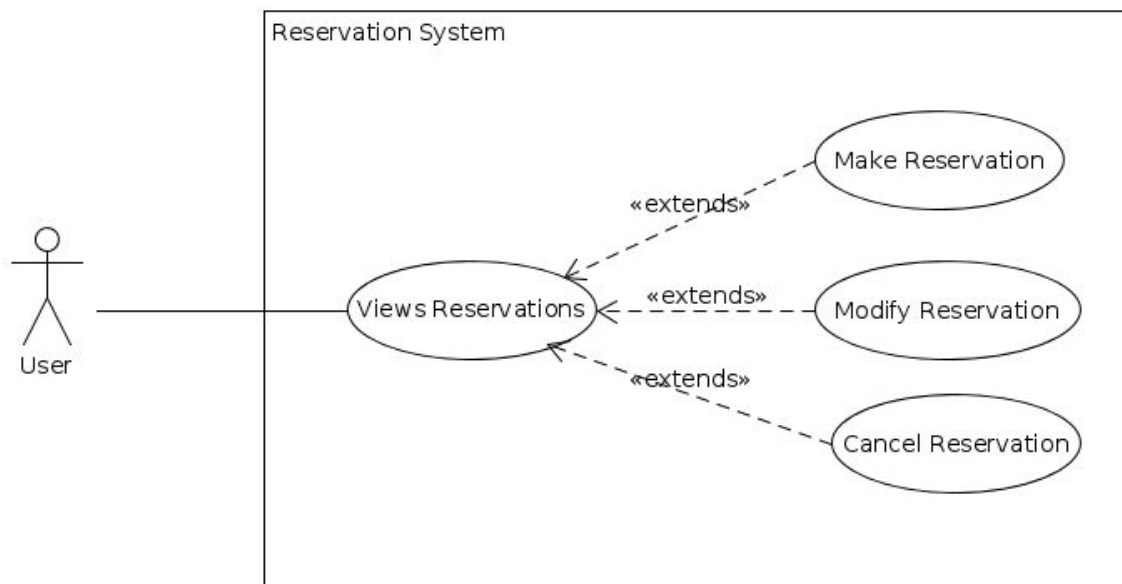 Reservation System
Make Reservation
«extends»
Views Reservations
«extends»
Modify Reservation
User
«extends»
Cancel Reservation